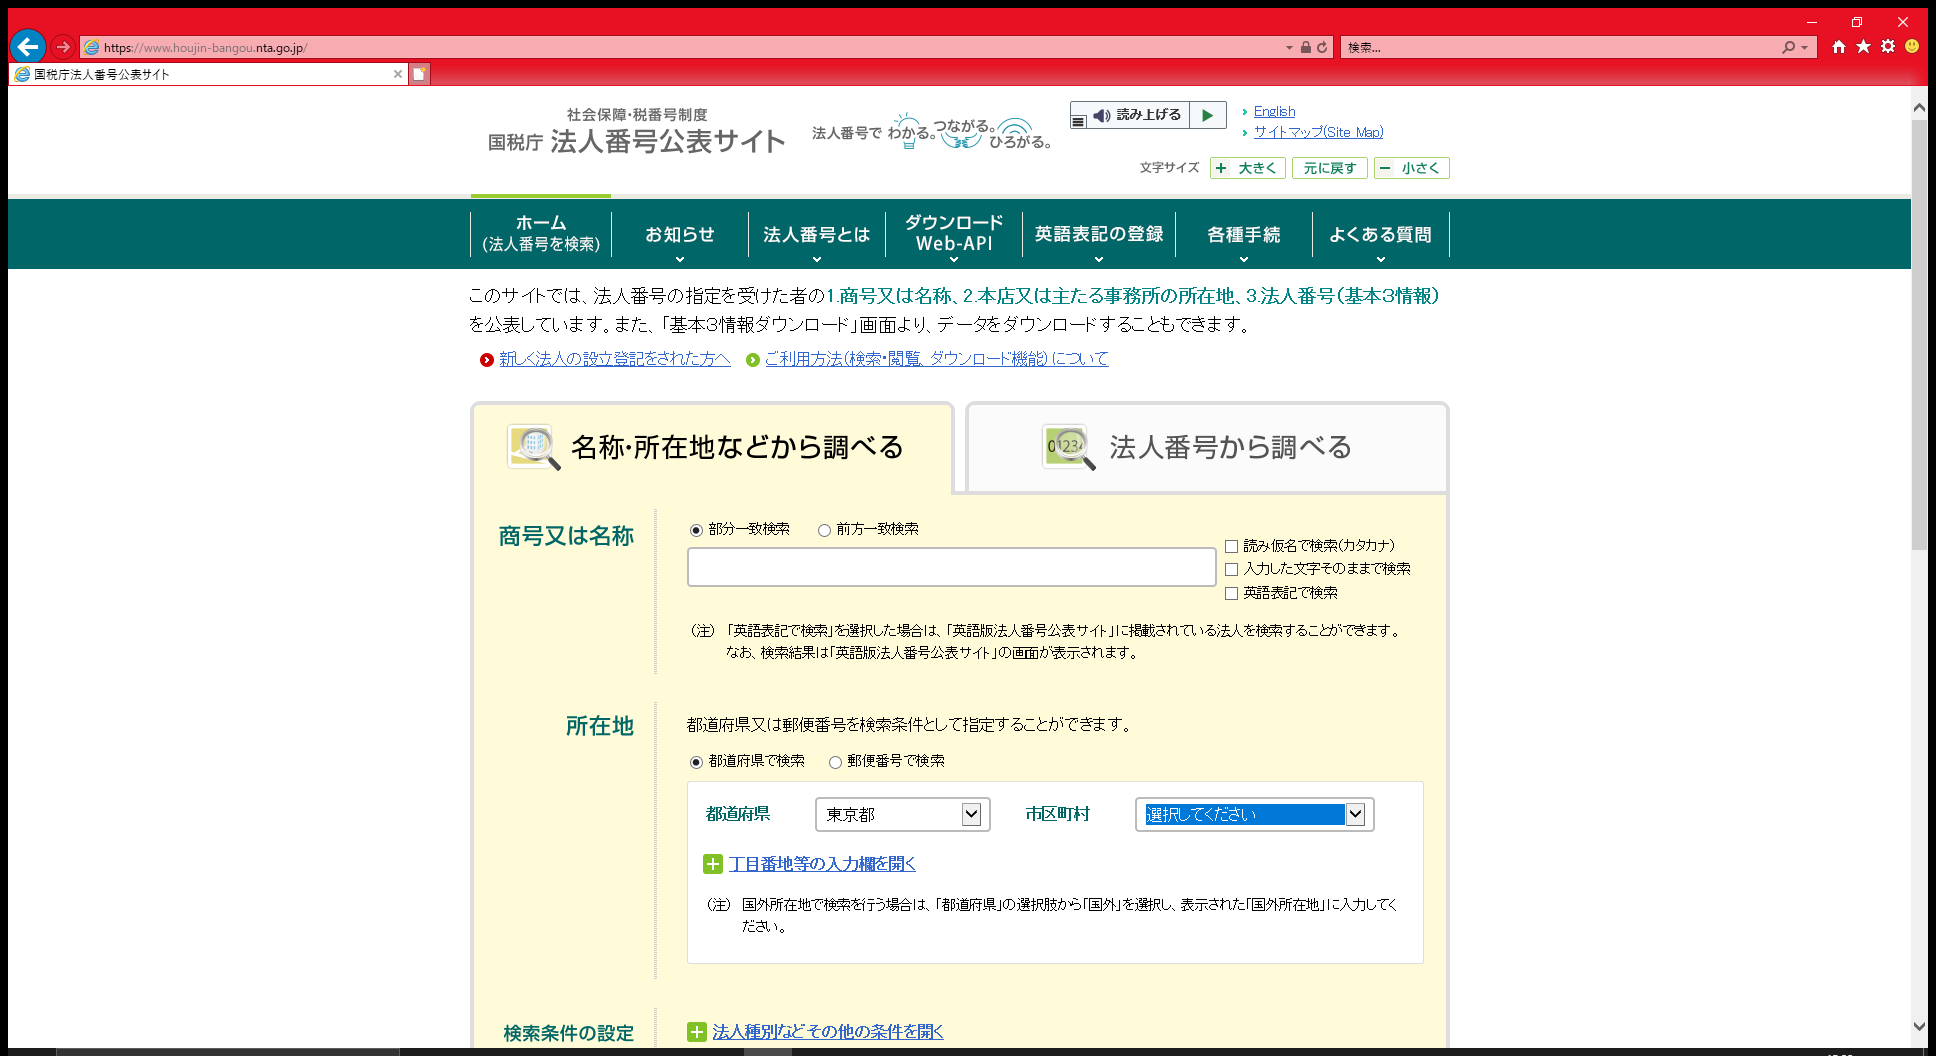 https://www.houjin-bangou.nta.go.jp/
検索...
国税庁法人番号公表サイト
社会保障・税番号制度
国税庁 法人番号公表サイト
法人番号で わかる。つながる。ひろがる。
読み上げる
English
サイトマップ(Site Map)
文字サイズ
大きく
元に戻す
小さく
ホーム
(法人番号を検索)
お知らせ
法人番号とは
ダウンロード
Web-API
英語表記の登録
各種手続
よくある質問
このサイトでは、法人番号の指定を受けた者の1.商号又は名称、2.本店又は主たる事務所の所在地、3.法人番号(基本3情報)
を公表しています。また、「基本3情報ダウンロード」画面より、データをダウンロードすることもできます。
新しく法人の設立登記をされた方へ
ご利用方法(検索・閲覧、ダウンロード機能)について
名称・所在地などから調べる
01234
法人番号から調べる
商号又は名称
部分一致検索
前方一致検索
読み仮名で検索(カタカナ)
入力した文字そのままで検索
英語表記で検索
(注) 「英語表記で検索」を選択した場合は、「英語版法人番号公表サイト」に掲載されている法人を検索することができます。
なお、検索結果は「英語版法人番号公表サイト」の画面が表示されます。
所在地
都道府県又は郵便番号を検索条件として指定することができます。
都道府県で検索
郵便番号で検索
都道府県
東京都
市区町村
選択してください
丁目番地等の入力欄を開く
(注) 国外所在地で検索を行う場合は、「都道府県」の選択肢から「国外」を選択し、表示された「国外所在地」に入力してく
ださい。
検索条件の設定
法人種別などその他の条件を開く